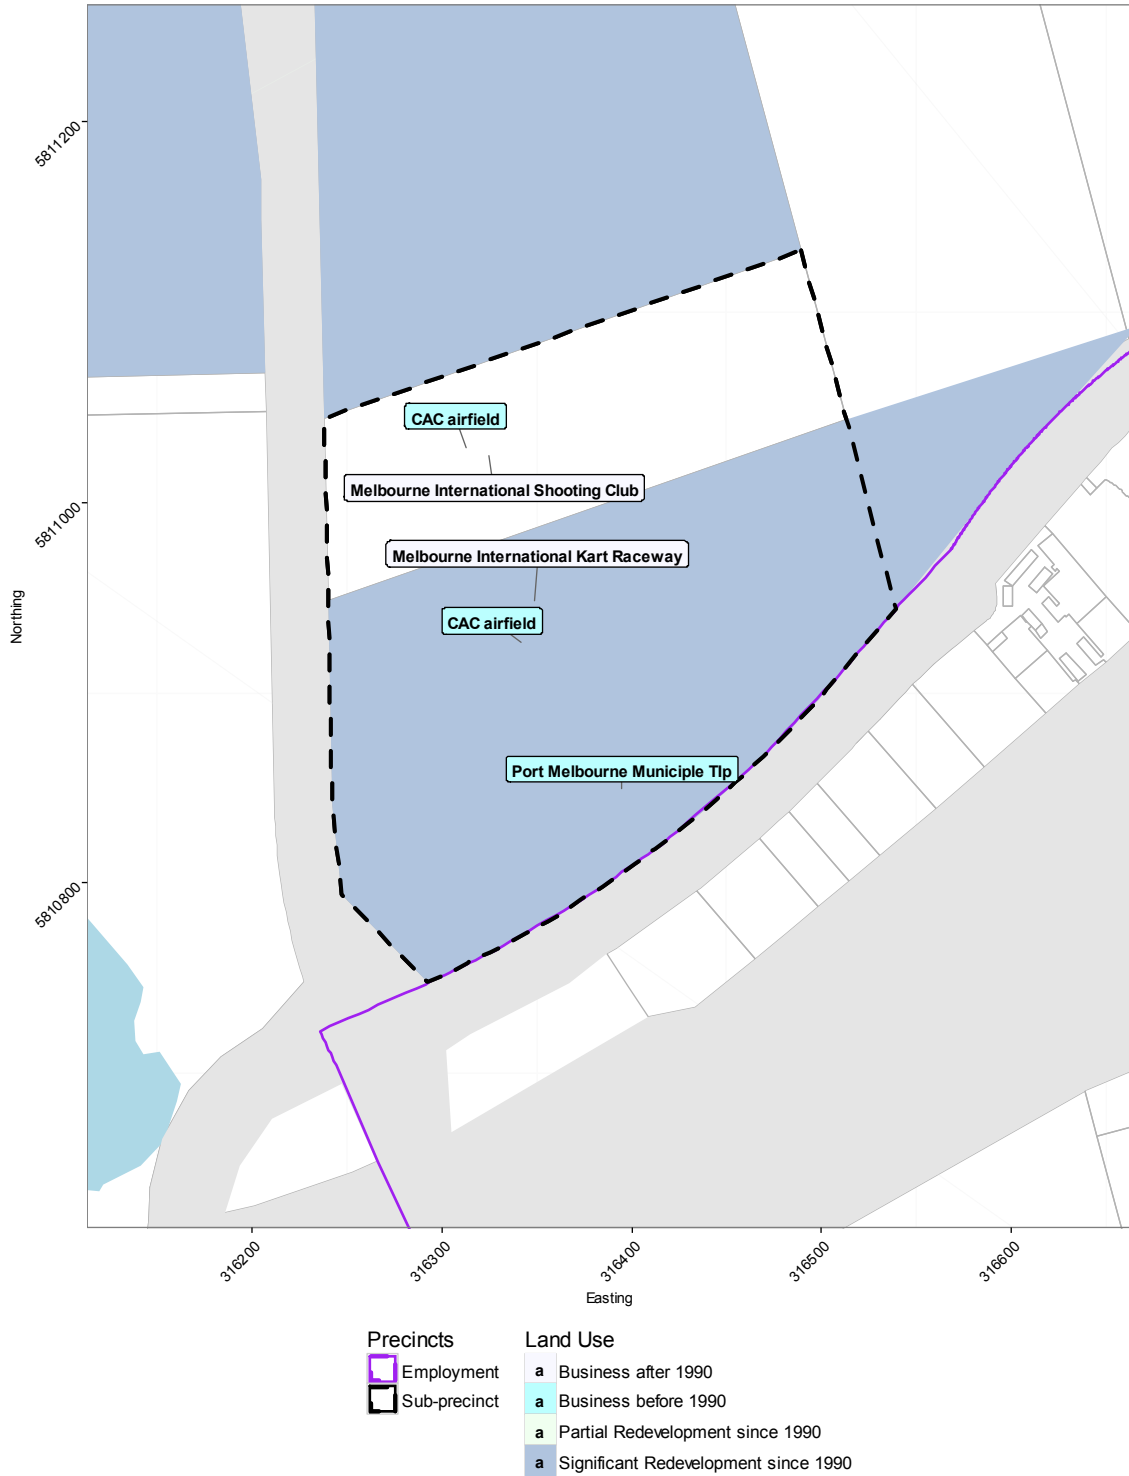 5811200
CAC airfield
Melbourne International Shooting Club
5811000
Melbourne International Kart Raceway
CAC airfield
Northing
Port Melbourne Municiple TIp
5810800
316200
316300
316400
316500
316600
Easting
Precincts
Employment
Sub-precinct
Land Use
a Business after 1990
a Business before 1990
a Partial Redevelopment since 1990
a Significant Redevelopment since 1990